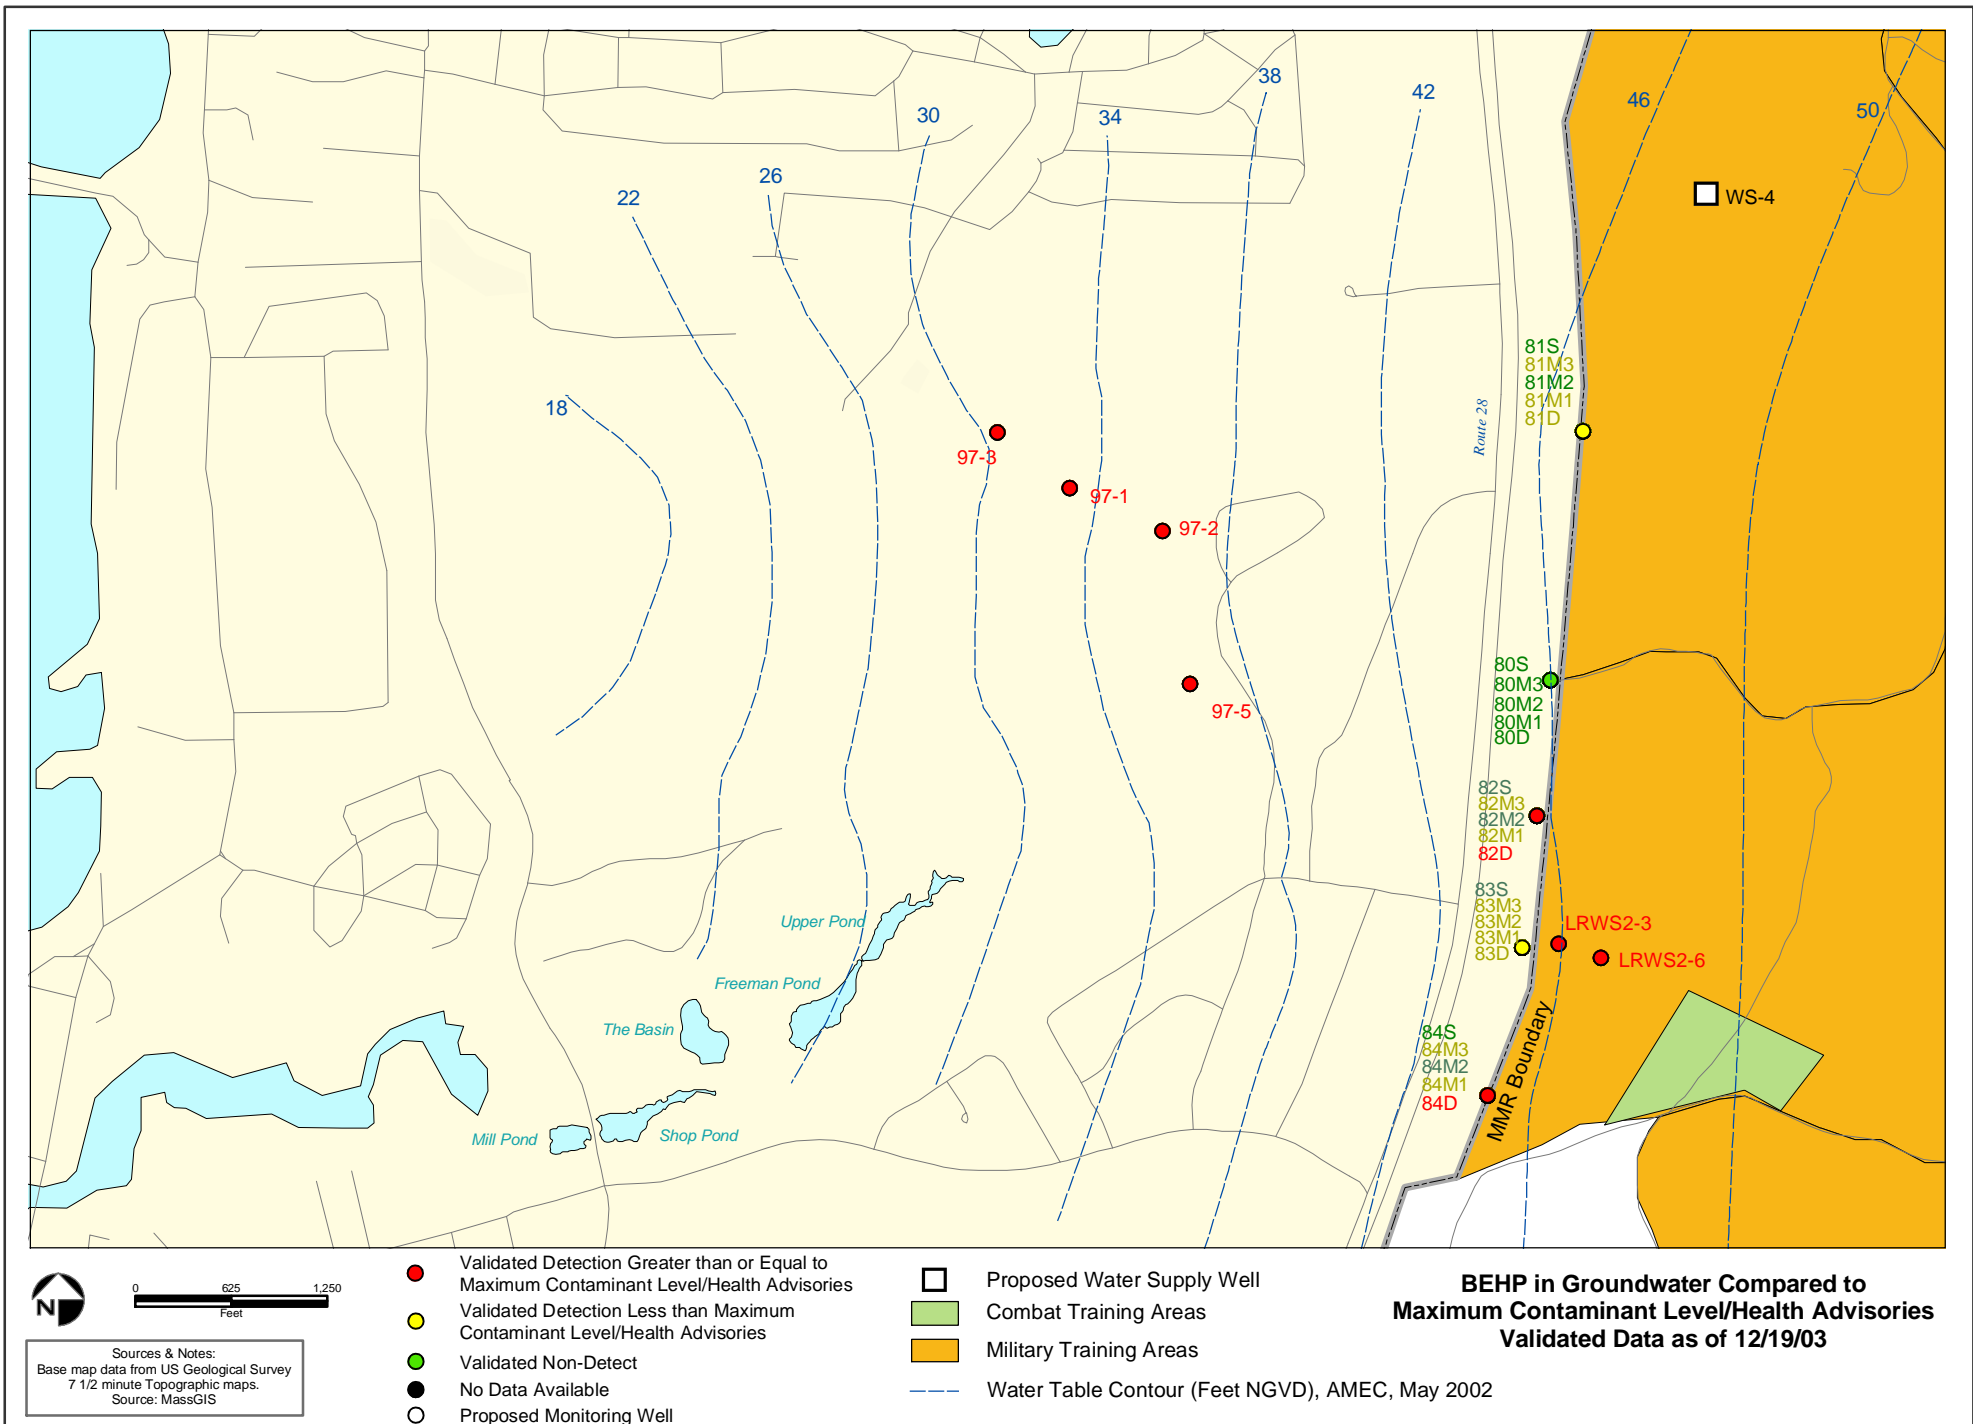 38
42
46
50
30
34
26
22
WS-4
18
Route 28
81S
81M3
81M2
81M1
81D
97-3
97-1
97-2
97-5
80S
80M3
80M2
80M1
80D
82S
82M3
82M2
82M1
82D
83S
83M3
83M2
83M1
83D
LRWS2-3
LRWS2-6
Upper Pond
Freeman Pond
The Basin
Mill Pond
Shop Pond
84S
84M3
84M2
84M1
84D
MMR Boundary
N
0 625 1,250
Feet
Sources & Notes:
Base map data from US Geological Survey
7 1/2 minute Topographic maps.
Source: MassGIS
Validated Detection Greater than or Equal to
Maximum Contaminant Level/Health Advisories
Validated Detection Less than Maximum
Contaminant Level/Health Advisories
Validated Non-Detect
No Data Available
Proposed Monitoring Well
Proposed Water Supply Well
Combat Training Areas
Military Training Areas
Water Table Contour (Feet NGVD), AMEC, May 2002
BEHP in Groundwater Compared to
Maximum Contaminant Level/Health Advisories
Validated Data as of 12/19/03